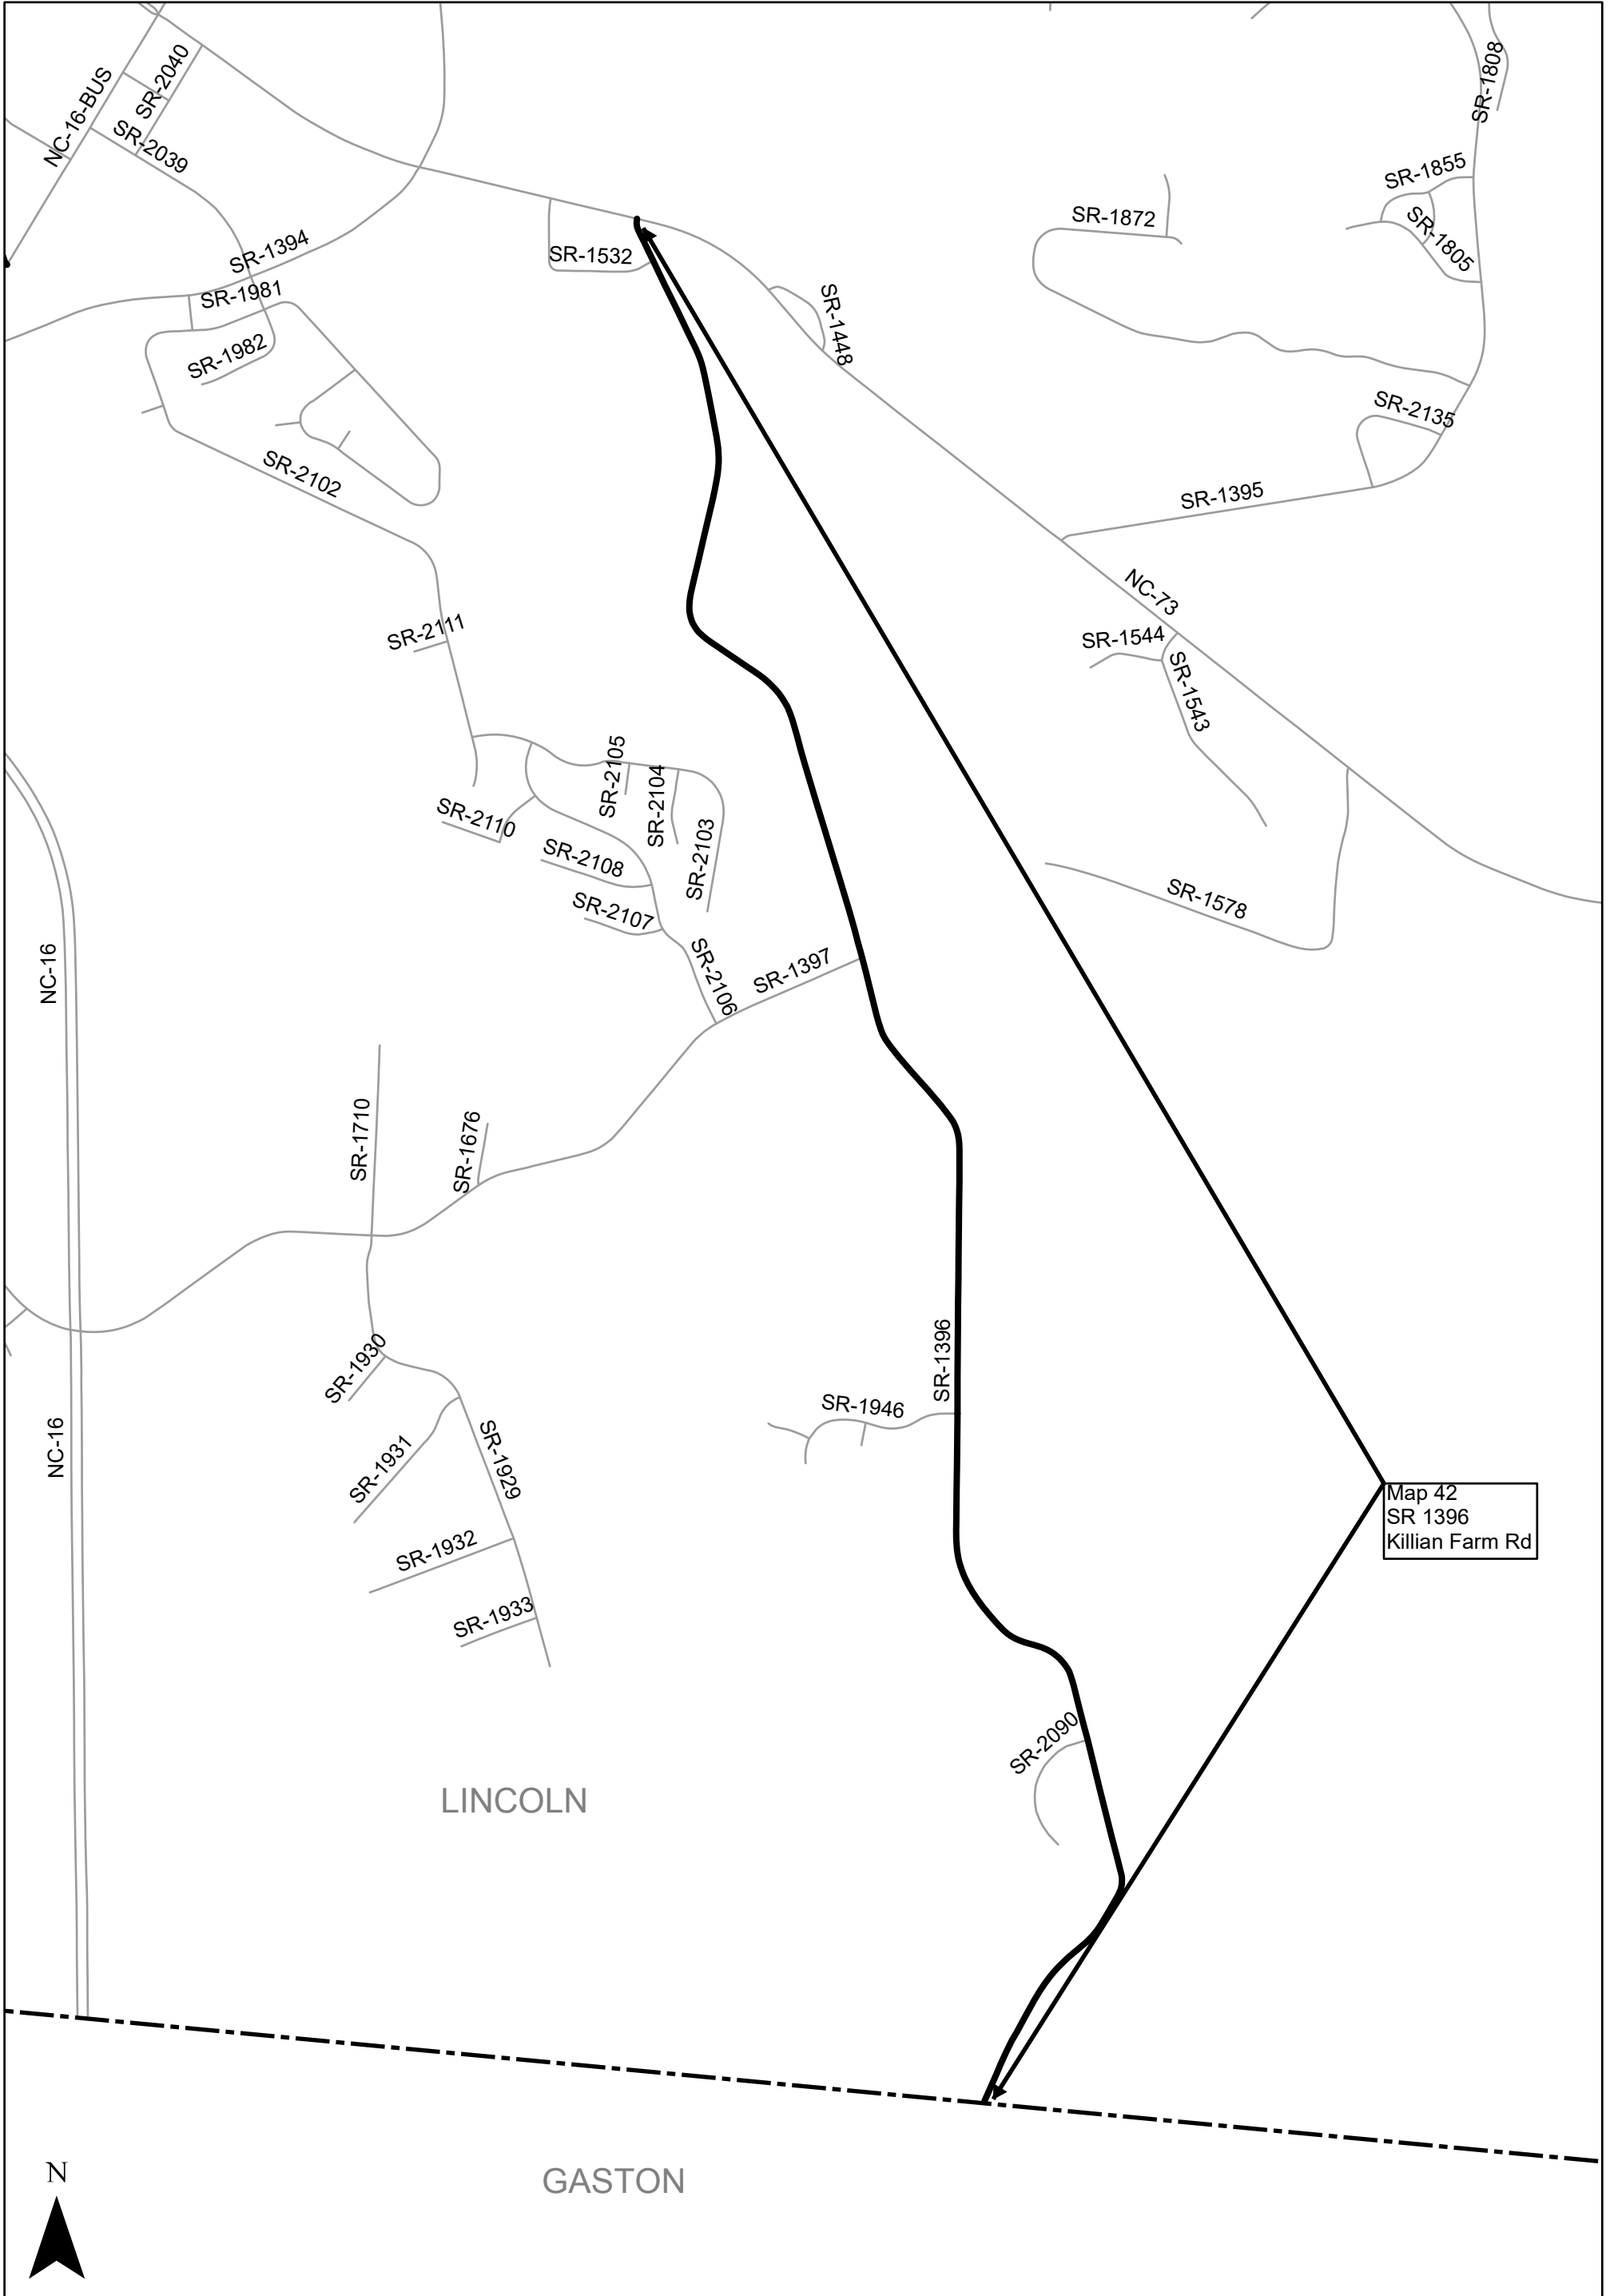 SR-1808
SR-2040
NC-16-BUS
SR-2039
SR-1855
SR-1872
SR-1805
SR-1394
SR-1532
SR-1981
SR-1448
SR-1982
SR-2135
SR-2102
SR-1395
NC-73
SR-2111
SR-1544
SR-1543
SR-2105
SR-2104
SR-2110
SR-2103
SR-2108
SR-1578
SR-2107
NC-16
SR-2106
SR-1397
SR-1710
SR-1676
SR-1396
SR-1930
SR-1946
NC-16
SR-1929
SR-1931
Map 42
SR 1396
Killian Farm Rd
SR-1932
SR-1933
SR-2090
LINCOLN
N
GASTON